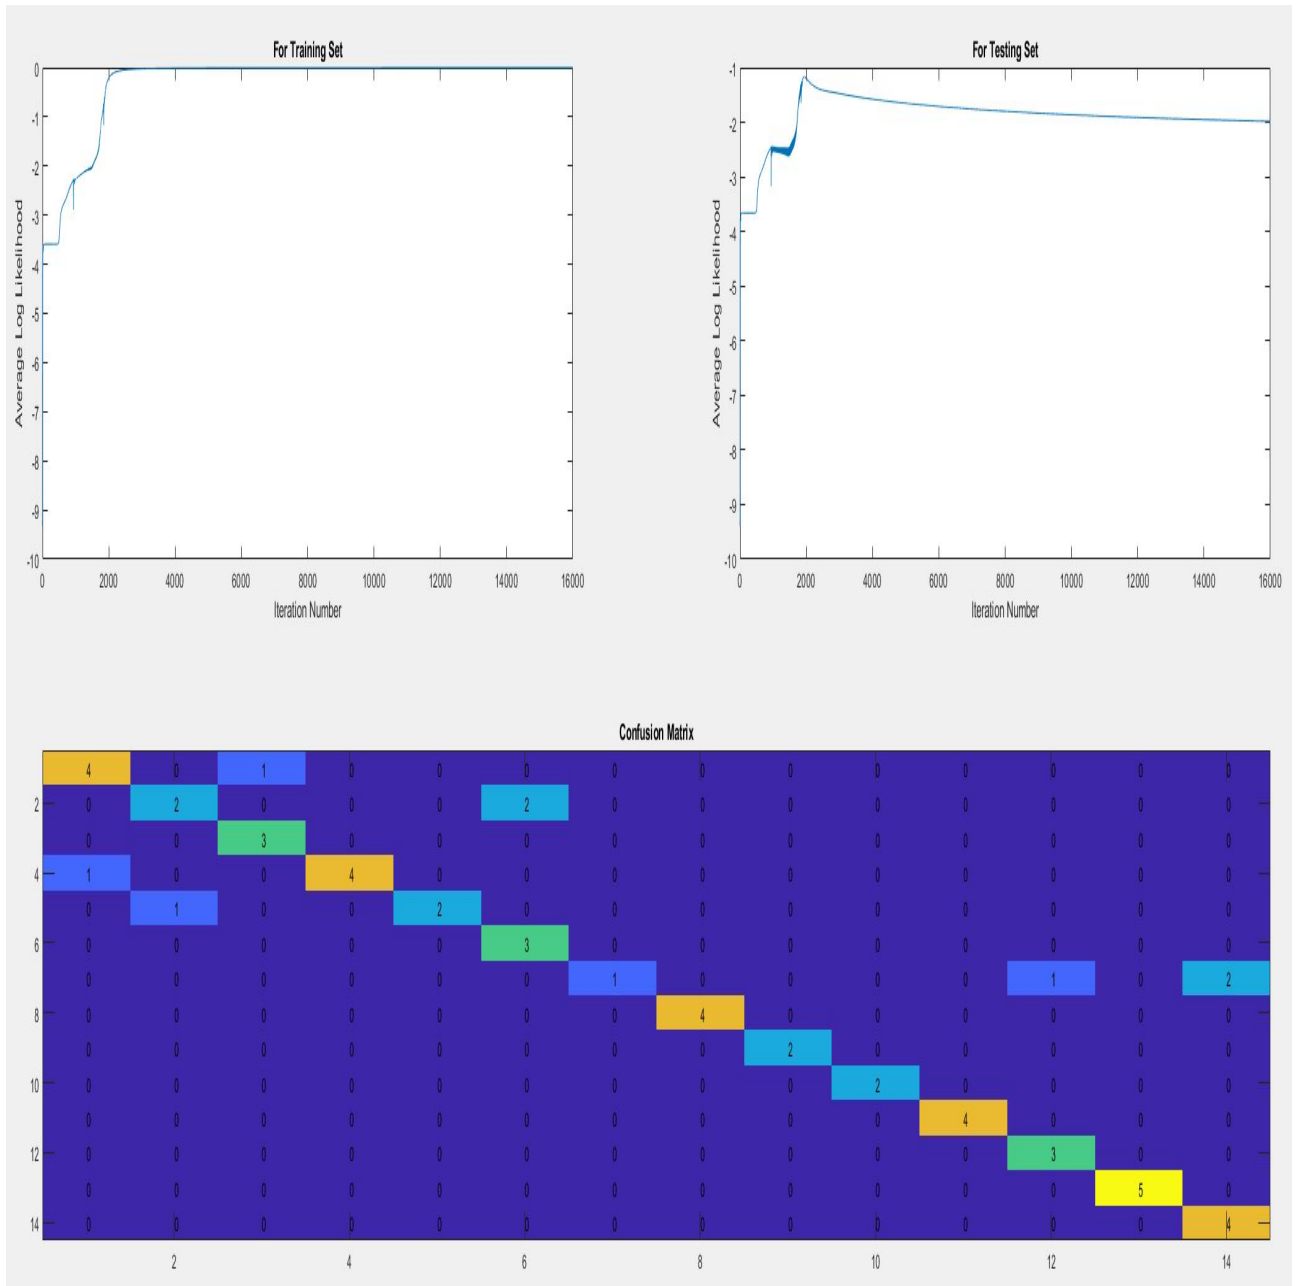 For Training Set
0
-1
-2
-3
-4
-5
-6
-7
-8
-9
-10
Average Log Likelihood
0 2000 4000 6000 8000 10000 12000 14000 16000
Iteration Number
For Testing Set
-1
-2
-3
-4
-5
-6
-7
-8
-9
-10
Average Log Likelihood
0 2000 4000 6000 8000 10000 12000 14000 16000
Iteration Number
Confusion Matrix
4 0 1 0 0 0 0 0 0 0 0 0 0 0
2 0 2 0 0 0 2 0 0 0 0 0 0 0 0
0 0 3 0 0 0 0 0 0 0 0 0 0 0
4 1 0 0 4 0 0 0 0 0 0 0 0 0 0
0 1 0 0 2 0 0 0 0 0 0 0 0 0
6 0 0 0 0 0 3 0 0 0 0 0 0 0 0
0 0 0 0 0 0 1 0 0 0 0 1 0 2
8 0 0 0 0 0 0 0 4 0 0 0 0 0 0
0 0 0 0 0 0 0 0 2 0 0 0 0 0
10 0 0 0 0 0 0 0 0 0 2 0 0 0 0
0 0 0 0 0 0 0 0 0 0 4 0 0 0
12 0 0 0 0 0 0 0 0 0 0 0 3 0 0
0 0 0 0 0 0 0 0 0 0 0 0 5 0
14 0 0 0 0 0 0 0 0 0 0 0 0 0 4
2 4 6 8 10 12 14